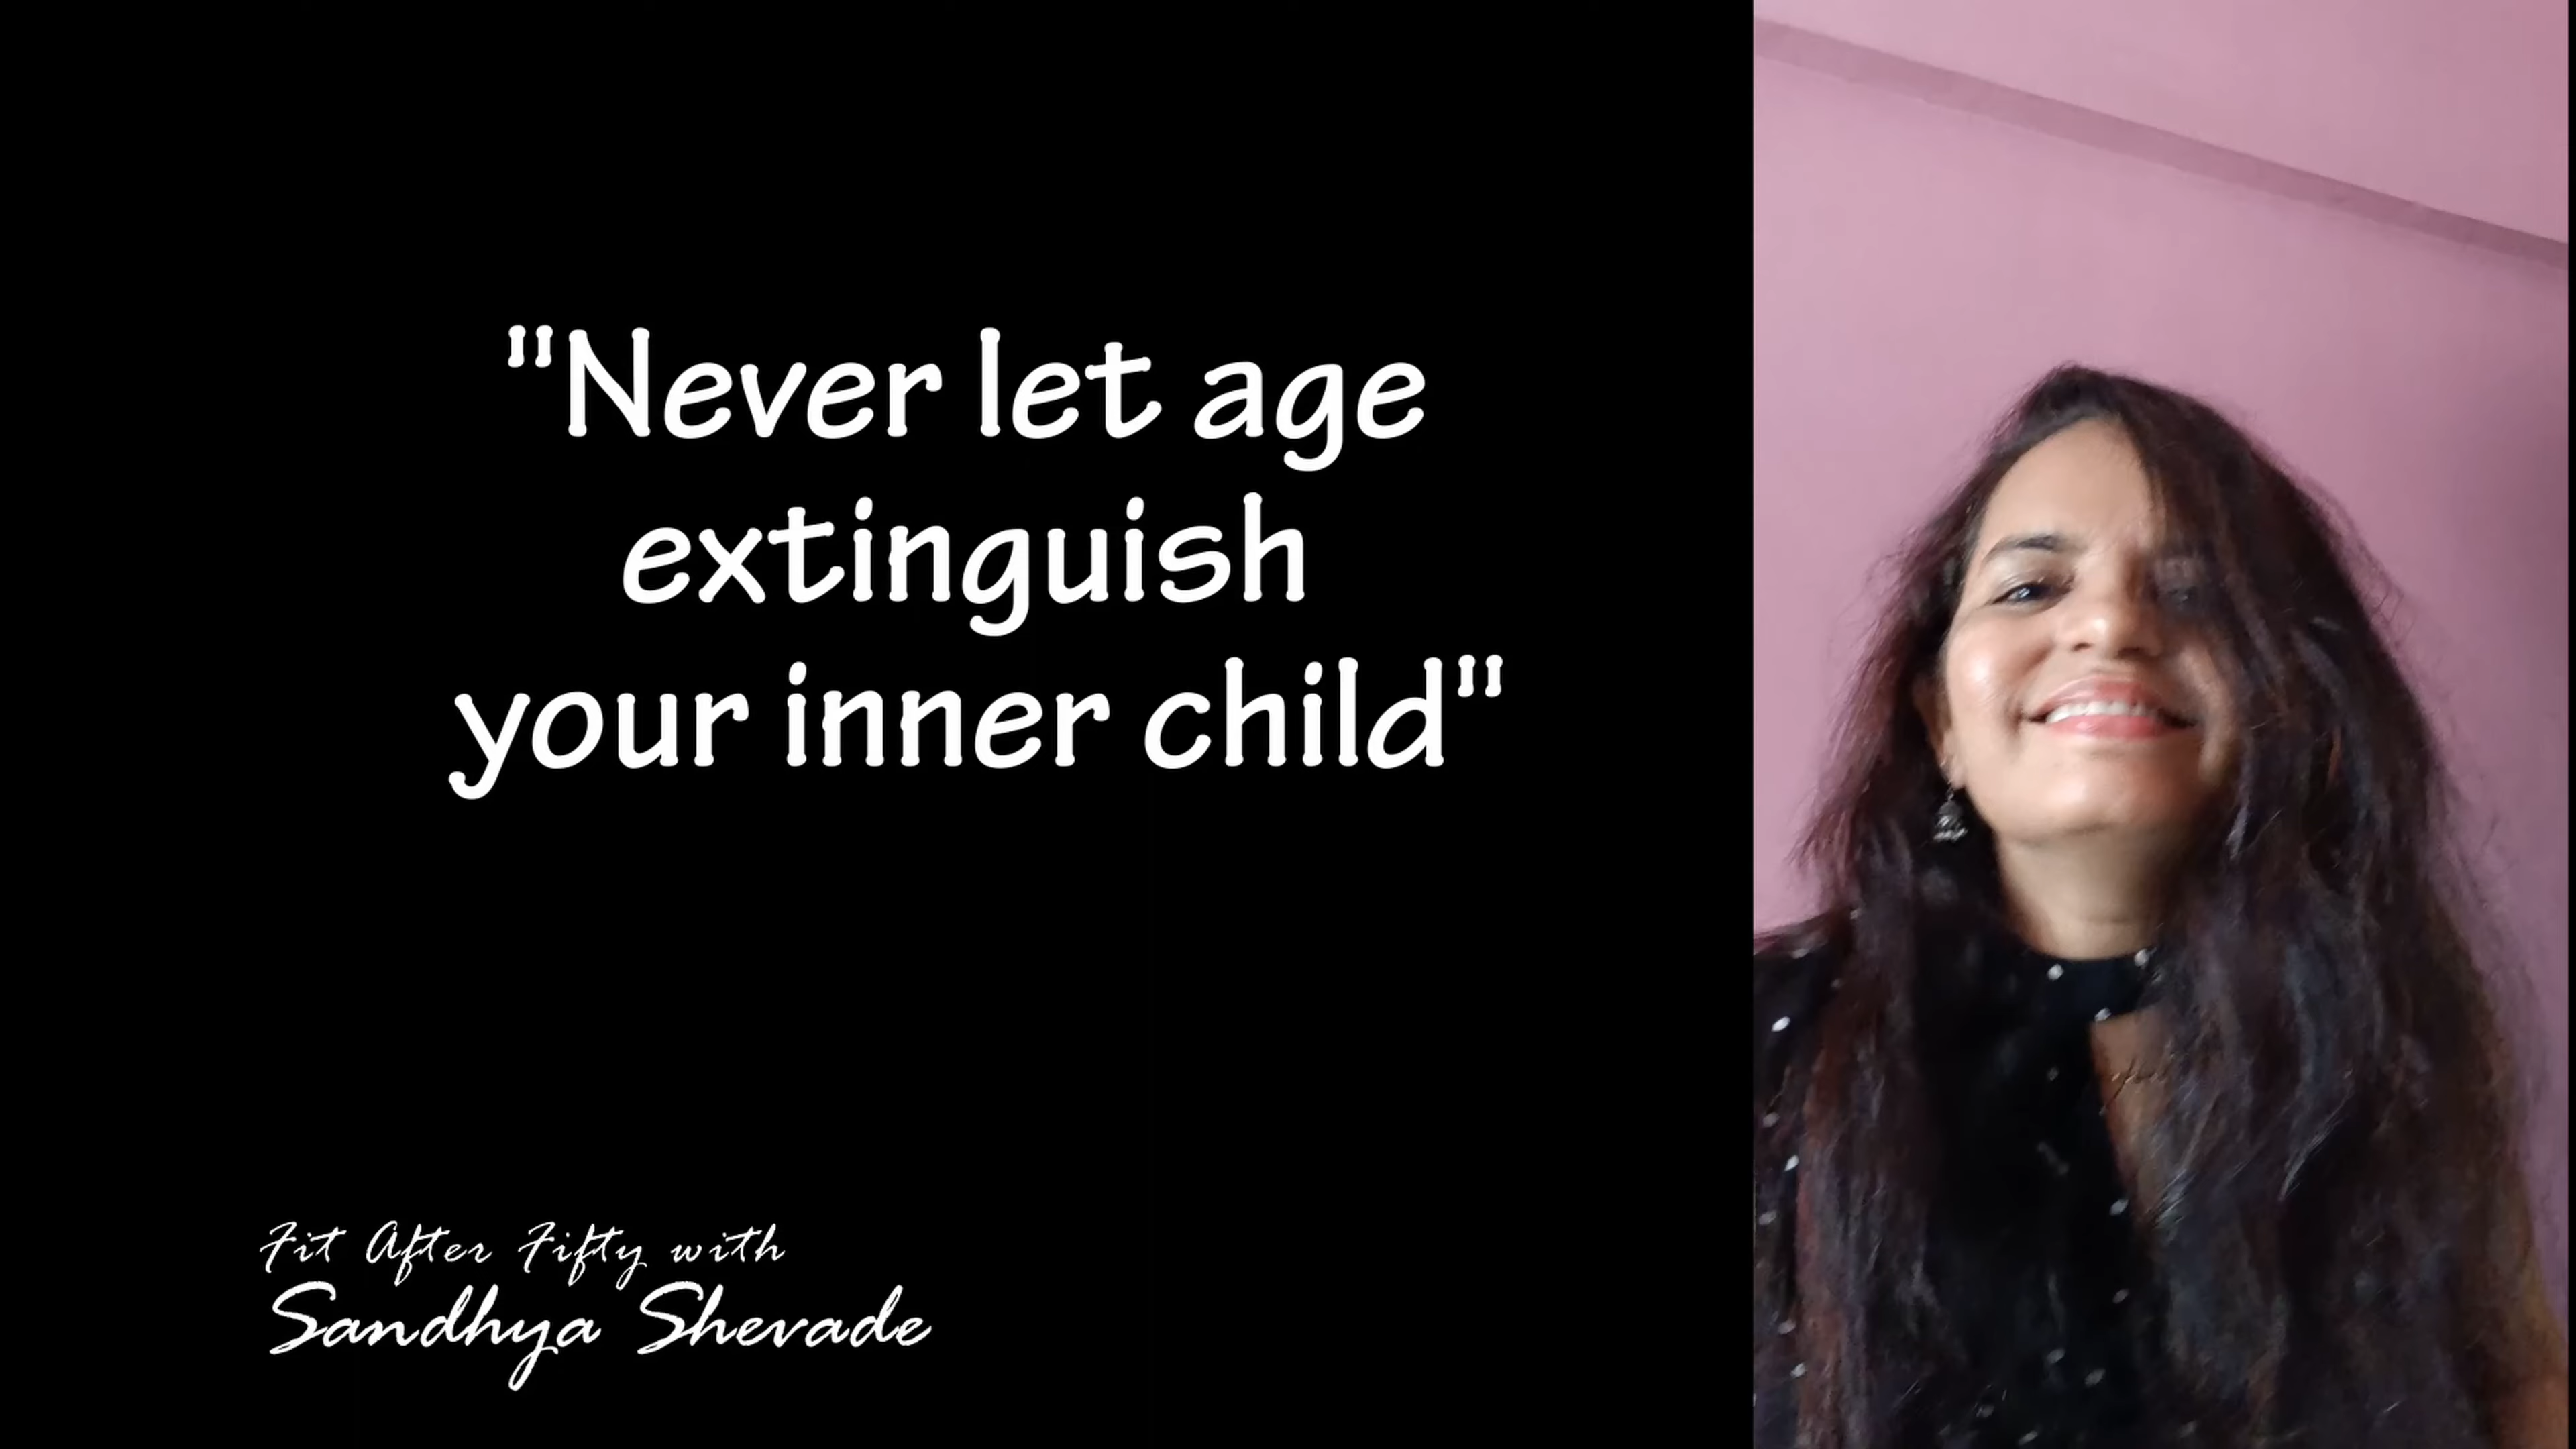 "Never let age
extinguish
your inner child"
Fit After Fifty with
Sandhya Shevade